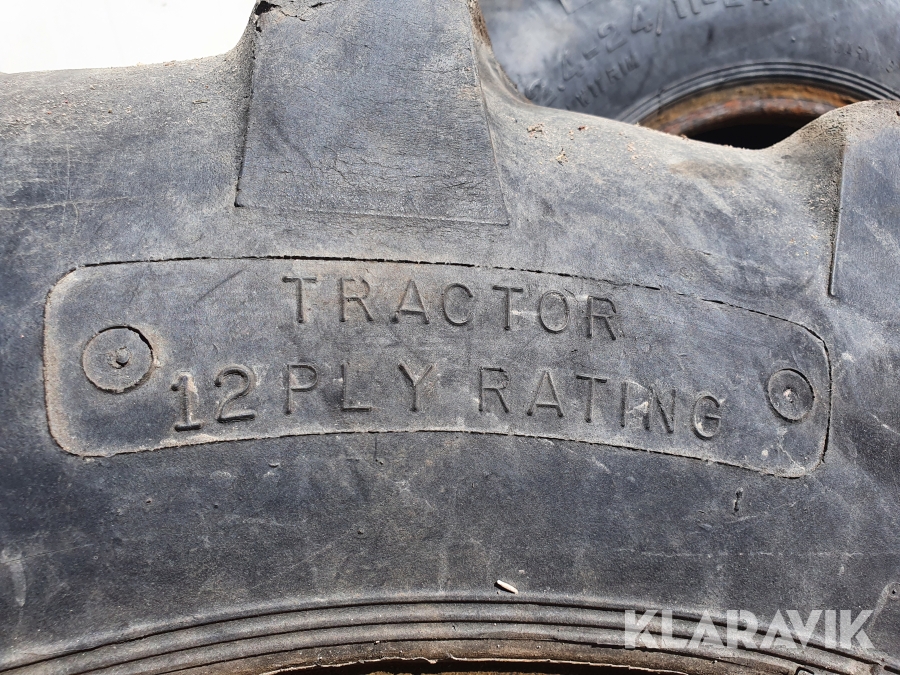 TRACTOR
12 PLY RATING
KLARAVIK